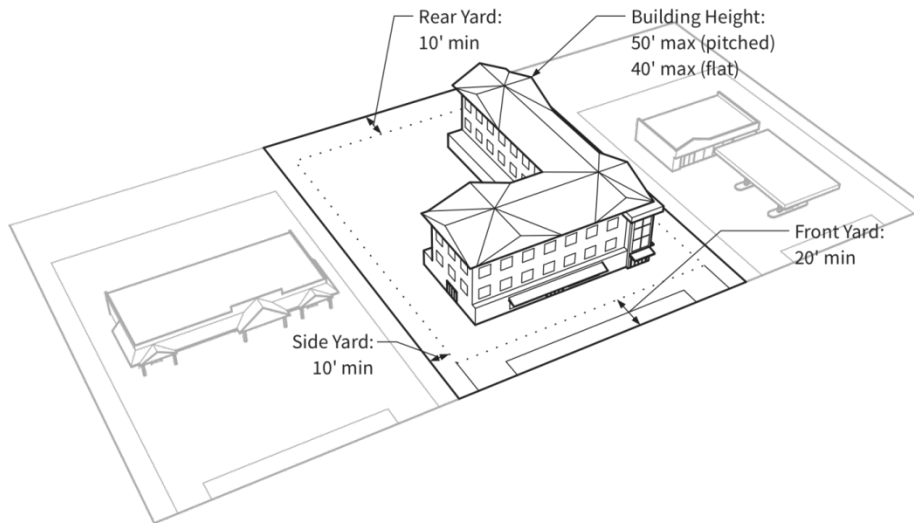 Rear Yard:
10' min
Building Height:
50' max (pitched)
40' max (flat)
Front Yard:
20' min
Side Yard:
10' min